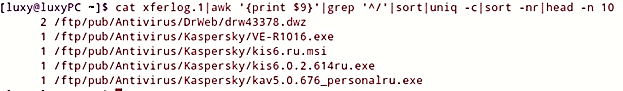 [luxy@luxyPC ~]$ cat xferlog.1|awk '{print $9}'|grep '^/'|sort|uniq -c|sort -nr|head -n 10
2 /ftp/pub/Antivirus/DrWeb/drw43378.dwz
1 /ftp/pub/Antivirus/Kaspersky/VE-R1016.exe
1 /ftp/pub/Antivirus/Kaspersky/kis6.ru.msi
1 /ftp/pub/Antivirus/Kaspersky/kis6.0.2.614ru.exe
1 /ftp/pub/Antivirus/Kaspersky/kav5.0.676_personalru.exe